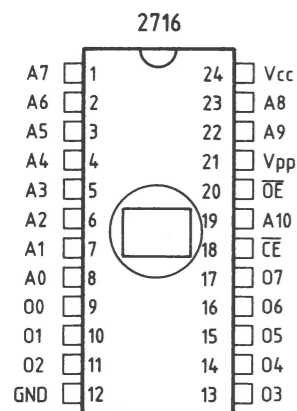 2716
A7 1 24 Vcc
A6 2 23 A8
A5 3 22 A9
A4 4 21 Vpp
A3 5 20 O̅E̅
A2 6 19 A10
A1 7 18 C̅E̅
A0 8 17 O7
O0 9 16 O6
O1 10 15 O5
O2 11 14 O4
GND 12 13 O3